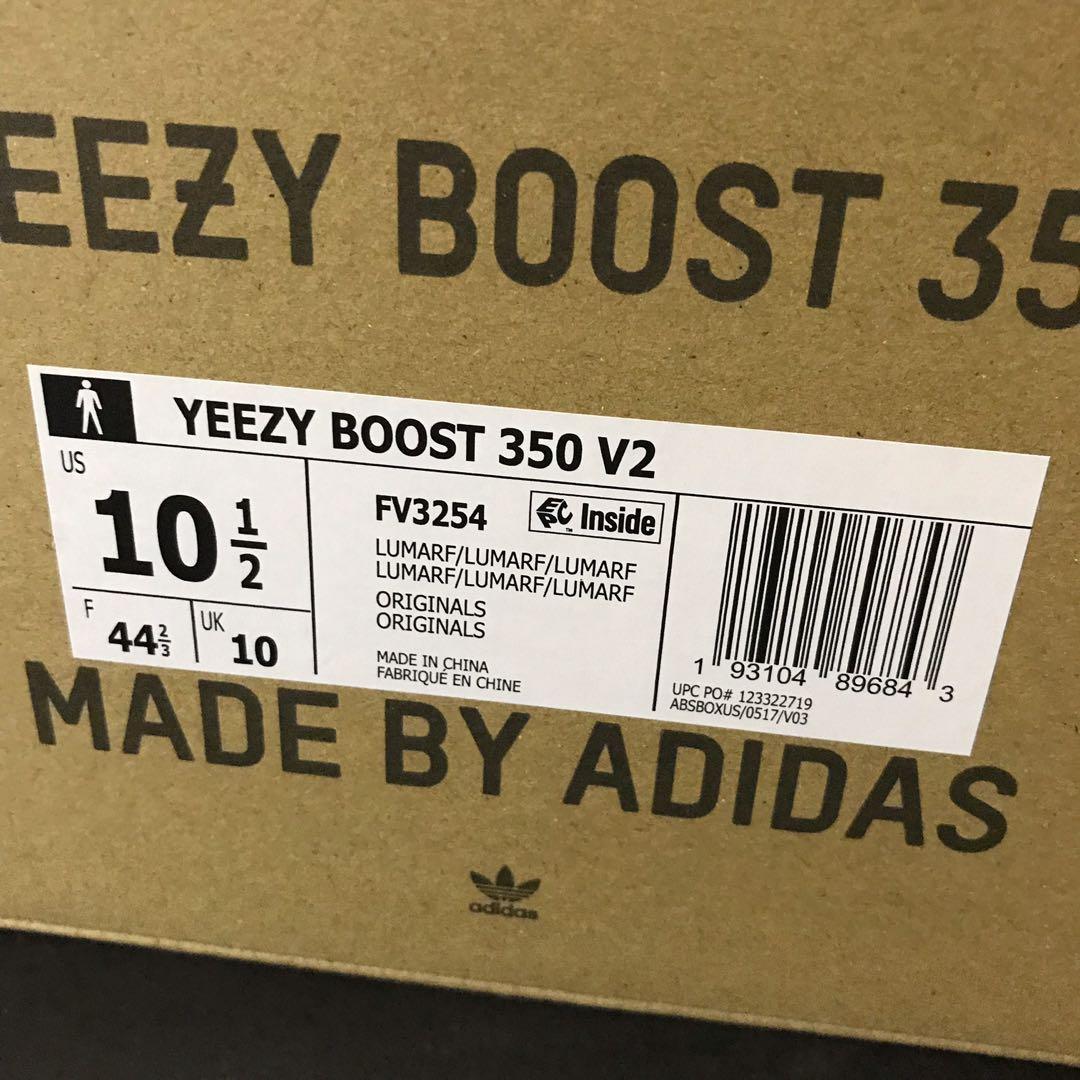 EEZY BOOST 35
YEEZY BOOST 350 V2
US
10 1/2
F
44 2/3
UK
10
FV3254
EPC™ Inside
LUMARF/LUMARF/LUMARF
LUMARF/LUMARF/LUMARF
ORIGINALS
ORIGINALS
MADE IN CHINA
FABRIQUÉ EN CHINE
1 93104 89684 3
UPC PO# 123322719
ABSBOXUS/0517/V03
MADE BY ADIDAS
adidas